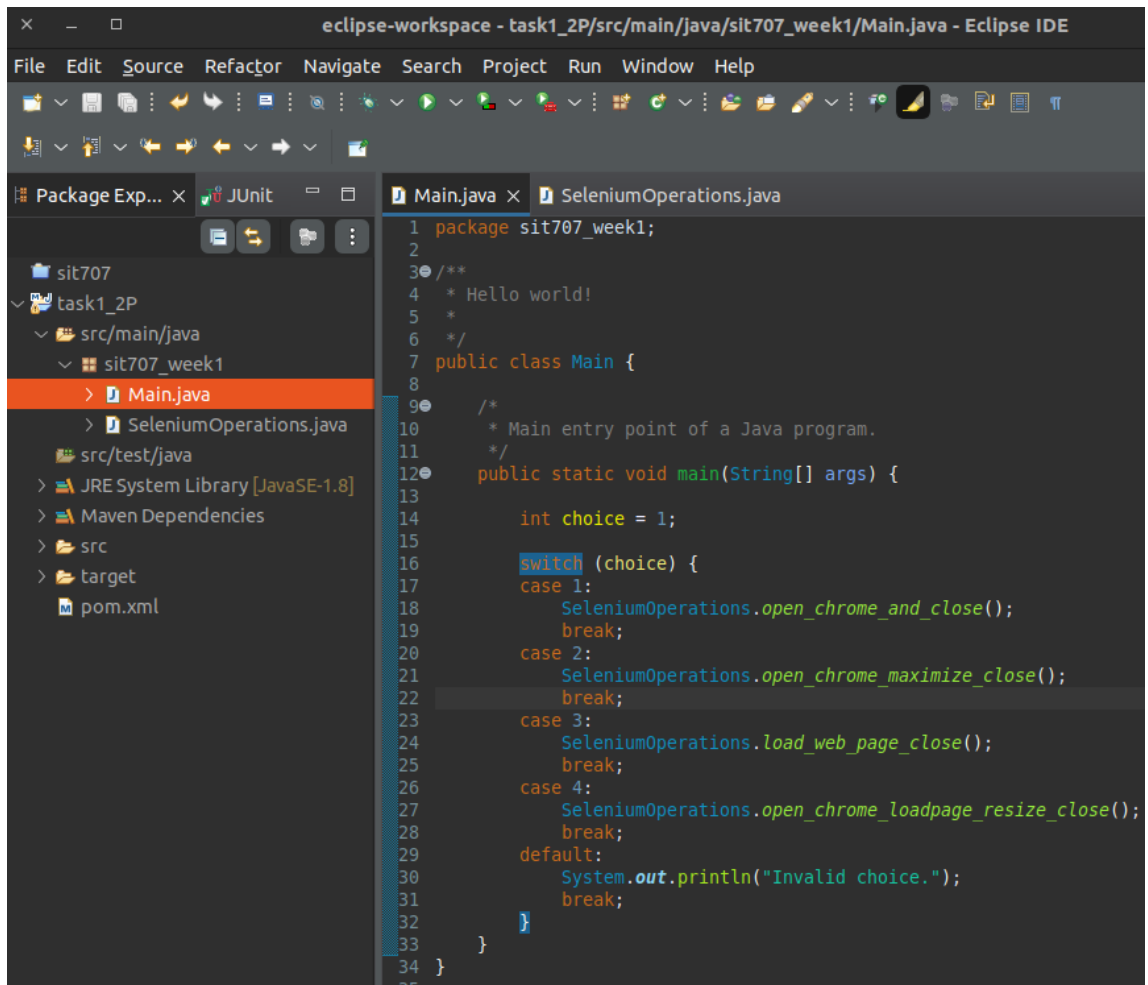 eclipse-workspace - task1_2P/src/main/java/sit707_week1/Main.java - Eclipse IDE
File Edit Source Refactor Navigate Search Project Run Window Help
Package Exp... JUnit
Main.java SeleniumOperations.java
sit707
task1_2P
src/main/java
sit707_week1
Main.java
SeleniumOperations.java
src/test/java
JRE System Library [JavaSE-1.8]
Maven Dependencies
src
target
pom.xml
1 package sit707_week1;
2
3 /**
4 * Hello world!
5 *
6 */
7 public class Main {
8
9 /*
10 * Main entry point of a Java program.
11 */
12 public static void main(String[] args) {
13
14 int choice = 1;
15
16 switch (choice) {
17 case 1:
18 SeleniumOperations.open_chrome_and_close();
19 break;
20 case 2:
21 SeleniumOperations.open_chrome_maximize_close();
22 break;
23 case 3:
24 SeleniumOperations.load_web_page_close();
25 break;
26 case 4:
27 SeleniumOperations.open_chrome_loadpage_resize_close();
28 break;
29 default:
30 System.out.println("Invalid choice.");
31 break;
32 }
33 }
34 }